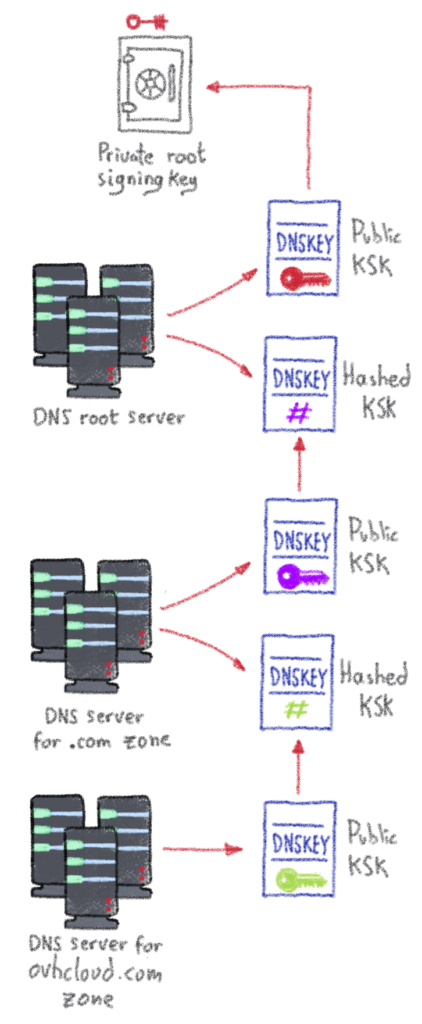 Private root
signing key
DNSKEY
Public
KSK
DNS root server
DNSKEY
#
Hashed
KSK
DNSKEY
Public
KSK
DNS server
for .com zone
DNSKEY
#
Hashed
KSK
DNSKEY
Public
KSK
DNS server for
ovhcloud.com
zone